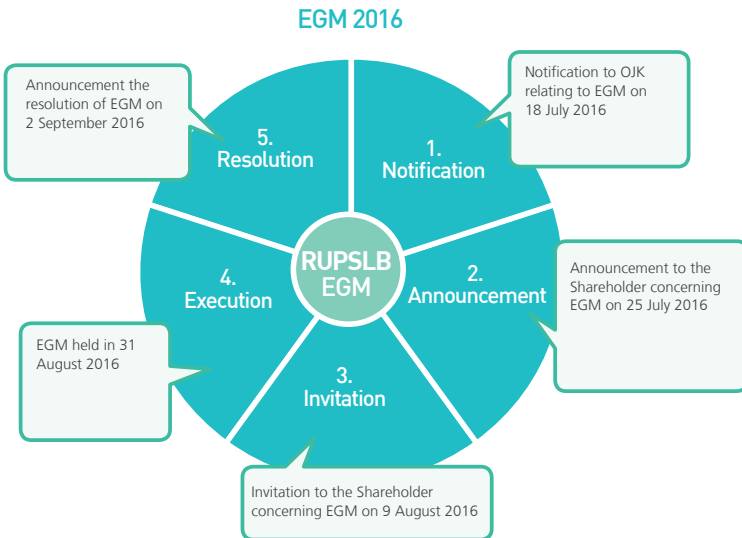 EGM 2016
Announcement the
resolution of EGM on
2 September 2016
Notification to OJK
relating to EGM on
18 July 2016
5.
Resolution
1.
Notification
RUPSLB
EGM
4.
Execution
2.
Announcement
Announcement to the
Shareholder concerning
EGM on 25 July 2016
EGM held in 31
August 2016
3.
Invitation
Invitation to the Shareholder
concerning EGM on 9 August 2016